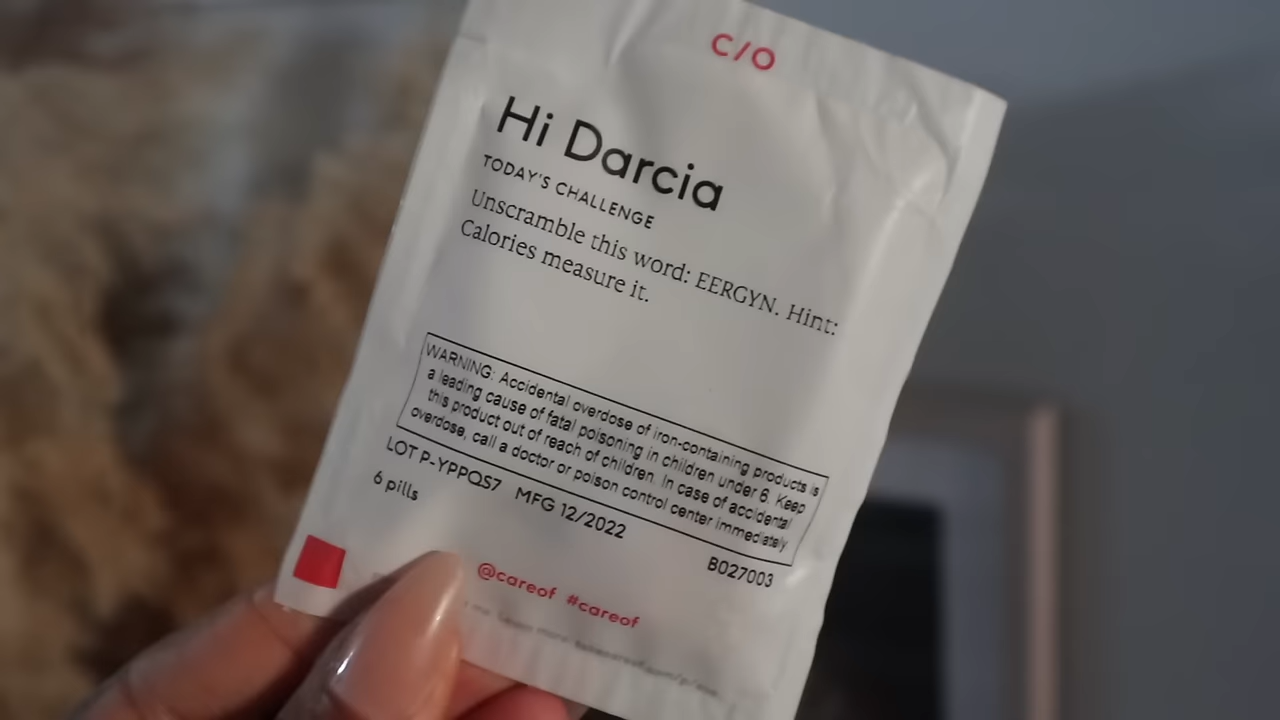 C/O
Hi Darcia
TODAY'S CHALLENGE
Unscramble this word: EERGYN. Hint:
Calories measure it.
WARNING: Accidental overdose of iron-containing products is
a leading cause of fatal poisoning in children under 6. Keep
this product out of reach of children. In case of accidental
overdose, call a doctor or poison control center immediately.
LOT P-YPPQS7 MFG 12/2022
6 pills
B027003
@careof #careof